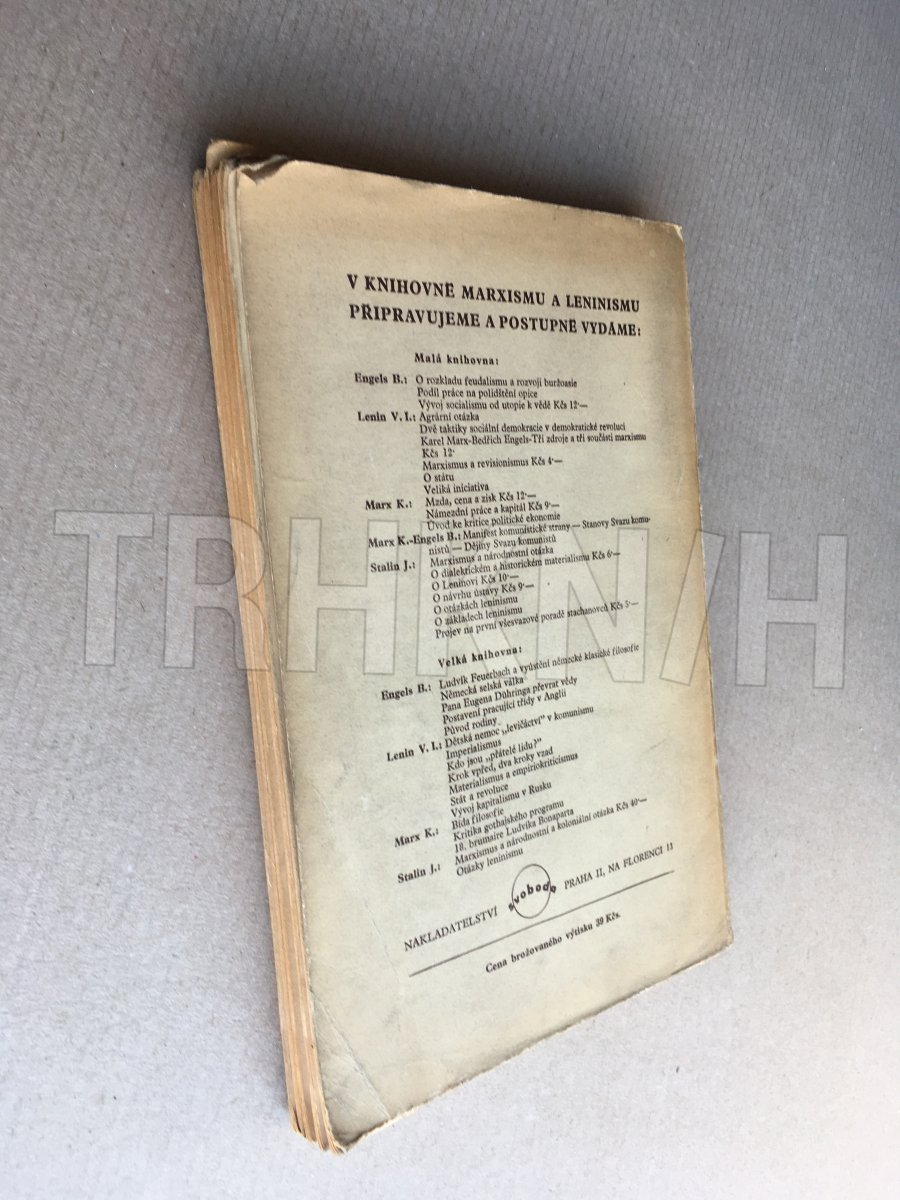 V KNIHOVNĚ MARXISMU A LENINISMU
PŘIPRAVUJEME A POSTUPNĚ VYDÁME:
Malá knihovna:
Engels B.: O rozkladu feudalismu a rozvoji buržoasie
Podíl práce na polidštění opice
Vývoj socialismu od utopie k vědě Kčs 12·—
Lenin V. I.: Agrární otázka
Dvě taktiky sociální demokracie v demokratické revoluci
Karel Marx-Bedřich Engels-Tři zdroje a tři součásti marxismu
Kčs 12·
Marxismus a revisionismus Kčs 4·—
O státu
Veliká iniciativa
Marx K.: Mzda, cena a zisk Kčs 12·—
Námezdní práce a kapitál Kčs 9·—
Úvod ke kritice politické ekonomie
Marx K.-Engels B.: Manifest komunistické strany — Stanovy Svazu komu-
nistů — Dějiny Svazu komunistů
Stalin J.: Marxismus a národnostní otázka
O dialektickém a historickém materialismu Kčs 6·—
O Leninovi Kčs 10·—
O návrhu ústavy Kčs 9·—
O otázkách leninismu
O základech leninismu
Projev na první všesvazové poradě stachanovců Kčs 5·—
Velká knihovna:
Engels B.: Ludvík Feuerbach a vyústění německé klasické filosofie
Německá selská válka
Pana Eugena Dühringa převrat vědy
Postavení pracující třídy v Anglii
Původ rodiny
Lenin V. I.: Dětská nemoc „levičáctví" v komunismu
Imperialismus
Kdo jsou „přátelé lidu?"
Krok vpřed, dva kroky vzad
Materialismus a empiriokriticismus
Stát a revoluce
Vývoj kapitalismu v Rusku
Marx K.: Bída filosofie
Kritika gothajského programu
18. brumaire Ludvíka Bonaparta
Stalin J.: Marxismus a národnostní a koloniální otázka Kčs 40·—
Otázky leninismu
NAKLADATELSTVÍ svoboda PRAHA II, NA FLORENCI 13
Cena brožovaného výtisku 39 Kčs.
TRHKNIH